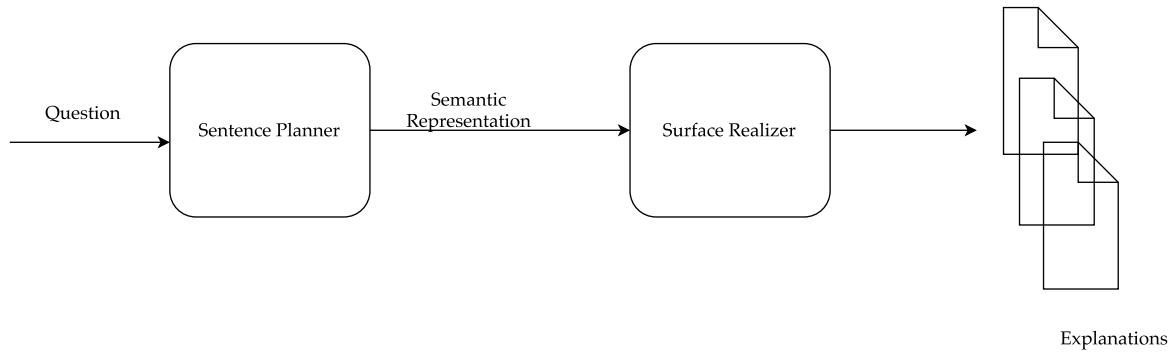 Question
Sentence Planner
Semantic
Representation
Surface Realizer
Explanations